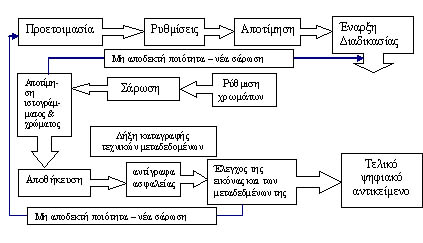 Προετοιμασία
Ρυθμίσεις
Αποτίμηση
Έναρξη
Διαδικασίας
Μη αποδεκτή ποιότητα – νέα σάρωση
Αποτίμη-
ση
ιστογράμ-
ματος &
χρώματος
Σάρωση
Ρύθμιση
χρωμάτων
Λήξη καταγραφής
τεχνικών μεταδεδομένων
Αποθήκευση
αντίγραφα
ασφαλείας
Έλεγχος της
εικόνας και των
μεταδεδομένων της
Τελικό
ψηφιακό
αντικείμενο
Μη αποδεκτή ποιότητα – νέα σάρωση